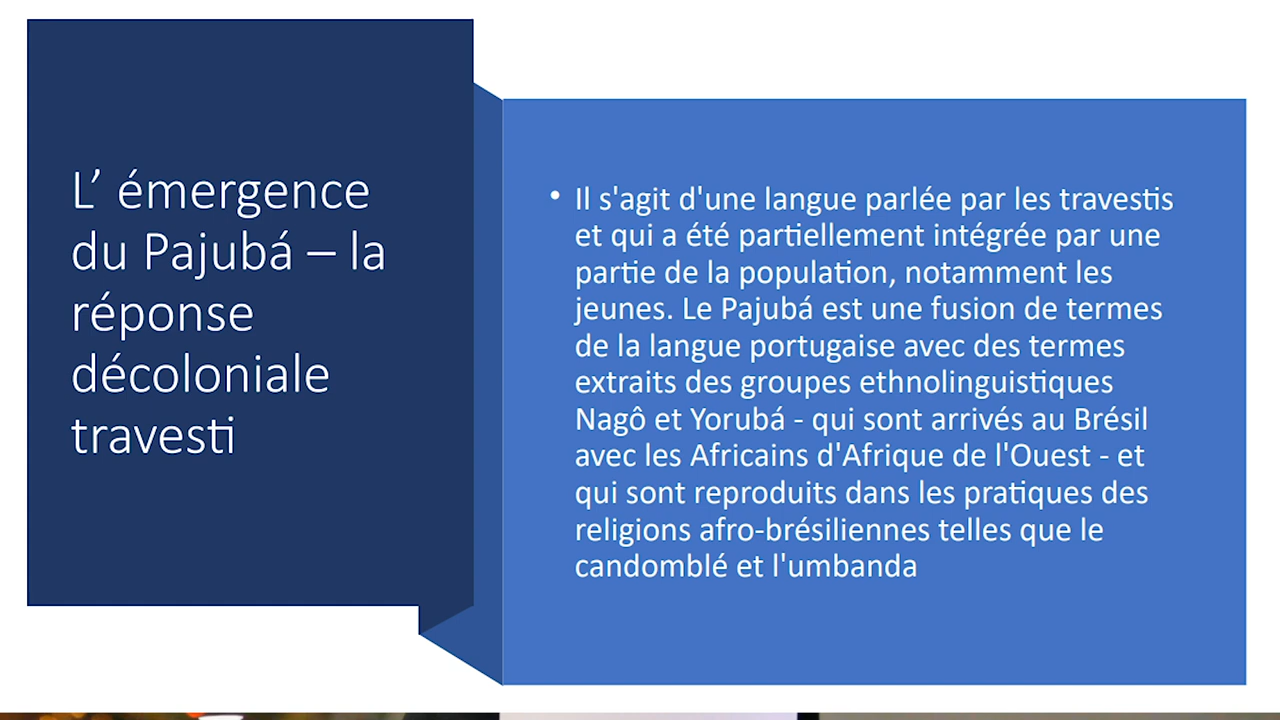 L’ émergence
du Pajubá – la
réponse
décoloniale
travesti
• Il s'agit d'une langue parlée par les travestis
et qui a été partiellement intégrée par une
partie de la population, notamment les
jeunes. Le Pajubá est une fusion de termes
de la langue portugaise avec des termes
extraits des groupes ethnolinguistiques
Nagô et Yorubá - qui sont arrivés au Brésil
avec les Africains d'Afrique de l'Ouest - et
qui sont reproduits dans les pratiques des
religions afro-brésiliennes telles que le
candomblé et l'umbanda